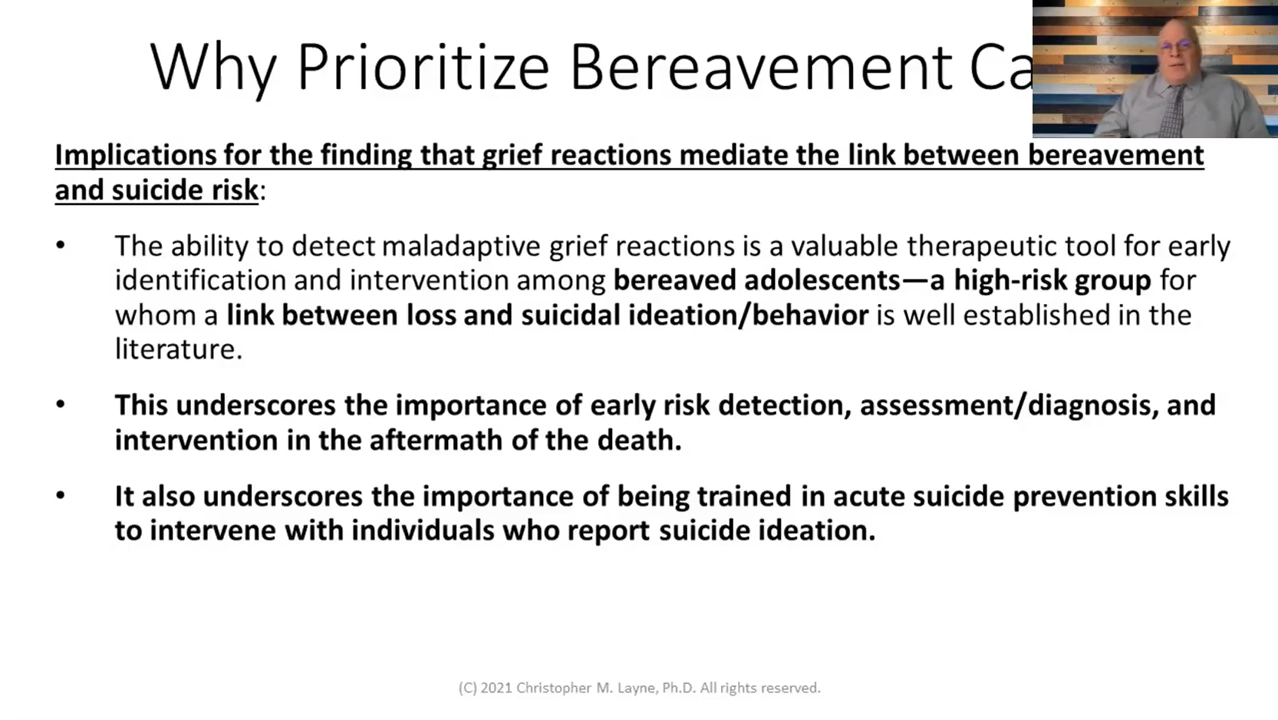 Why Prioritize Bereavement
Implications for the finding that grief reactions mediate the link between bereavement
and suicide risk:
• The ability to detect maladaptive grief reactions is a valuable therapeutic tool for early
identification and intervention among bereaved adolescents—a high-risk group for
whom a link between loss and suicidal ideation/behavior is well established in the
literature.
• This underscores the importance of early risk detection, assessment/diagnosis, and
intervention in the aftermath of the death.
• It also underscores the importance of being trained in acute suicide prevention skills
to intervene with individuals who report suicide ideation.
(C) 2021 Christopher M. Layne, Ph.D. All rights reserved.